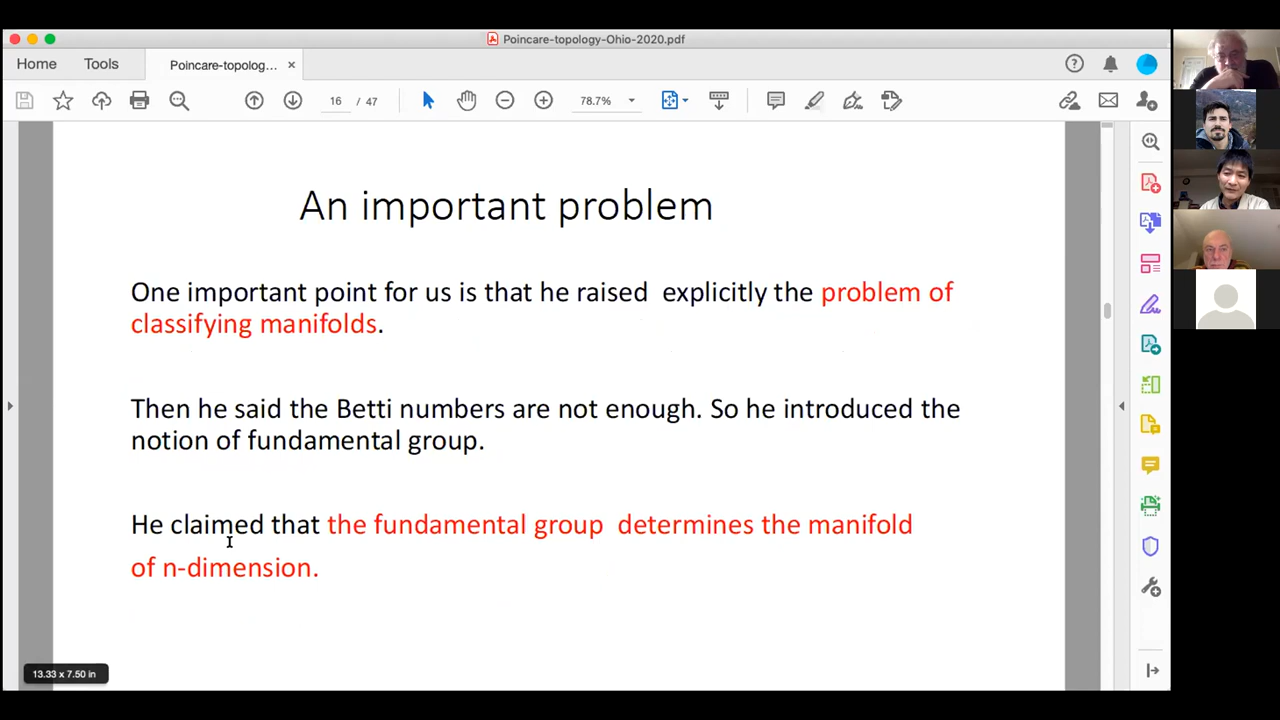 Poincare-topology-Ohio-2020.pdf
Home Tools Poincare-topolog... ×
16 / 47 78.7%
An important problem
One important point for us is that he raised explicitly the problem of
classifying manifolds.
Then he said the Betti numbers are not enough. So he introduced the
notion of fundamental group.
He claimed that the fundamental group determines the manifold
of n-dimension.
13.33 x 7.50 in